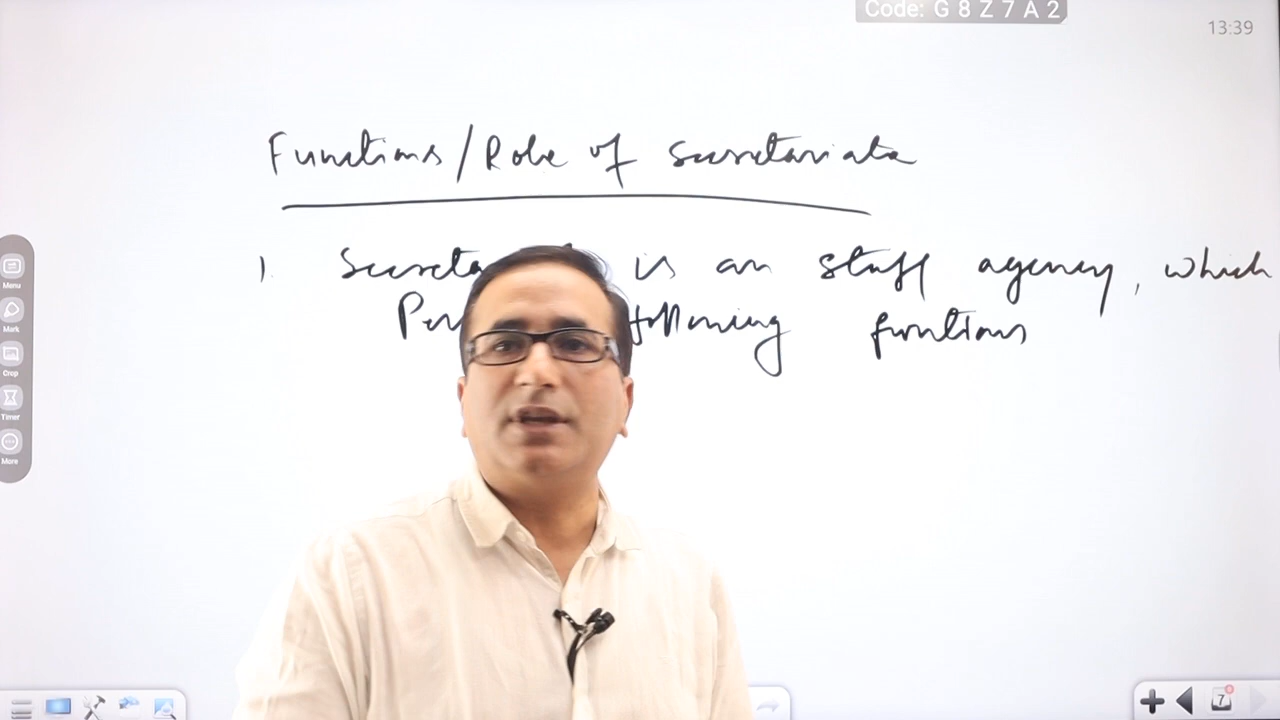 Code: G 8 Z 7 A 2
13:39
Functions / Role of
1. is an staff agency, which
following functions
Menu
Mark
Crop
Timer
More
7